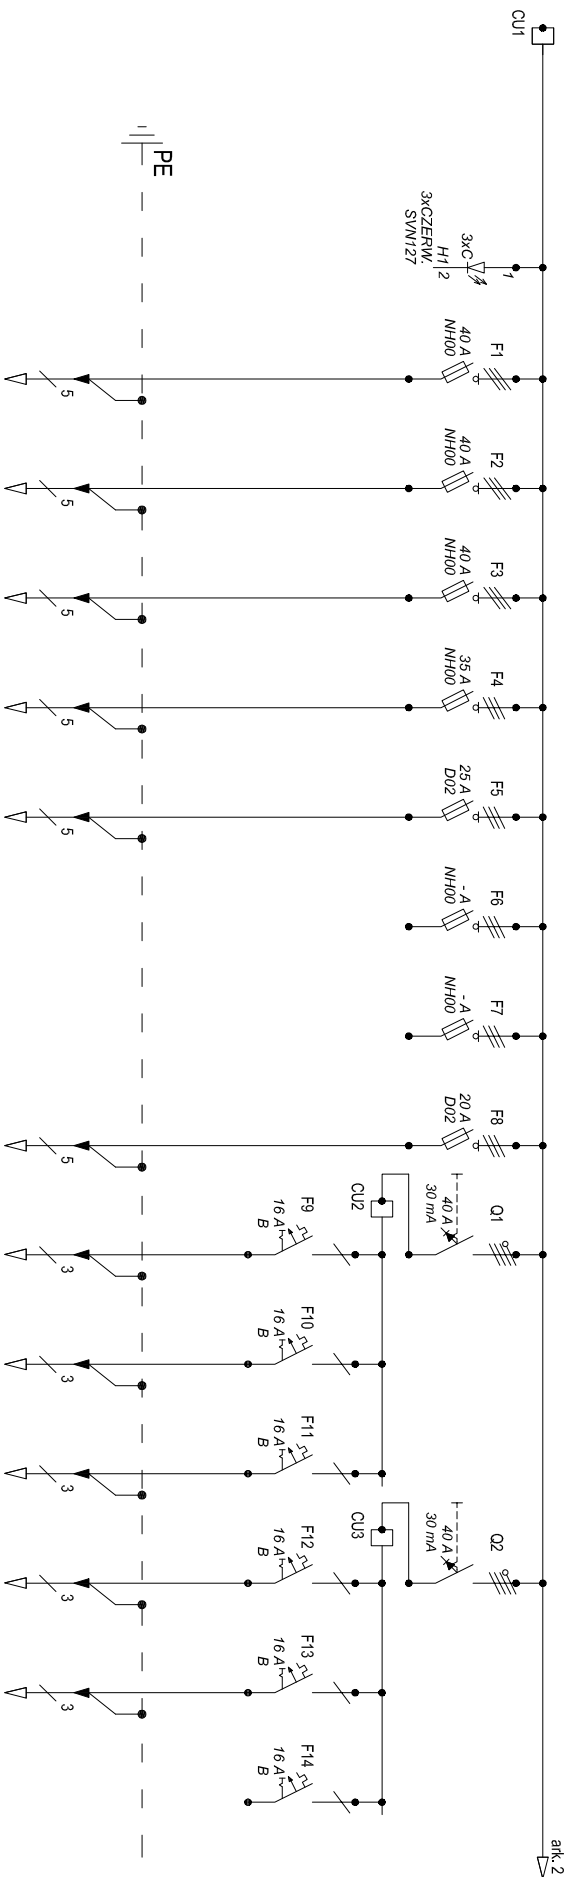 CU1
ark. 2
PE
3xC
3xCZERW.
SVN127
H1
1
2
F1
40 A
NH00
5
F2
40 A
NH00
5
F3
40 A
NH00
5
F4
35 A
NH00
5
F5
25 A
D02
5
F6
- A
NH00
F7
- A
NH00
F8
20 A
D02
5
Q1
40 A
30 mA
CU2
F9
16 A
B
3
F10
16 A
B
3
F11
16 A
B
3
Q2
40 A
30 mA
CU3
F12
16 A
B
3
F13
16 A
B
3
F14
16 A
B